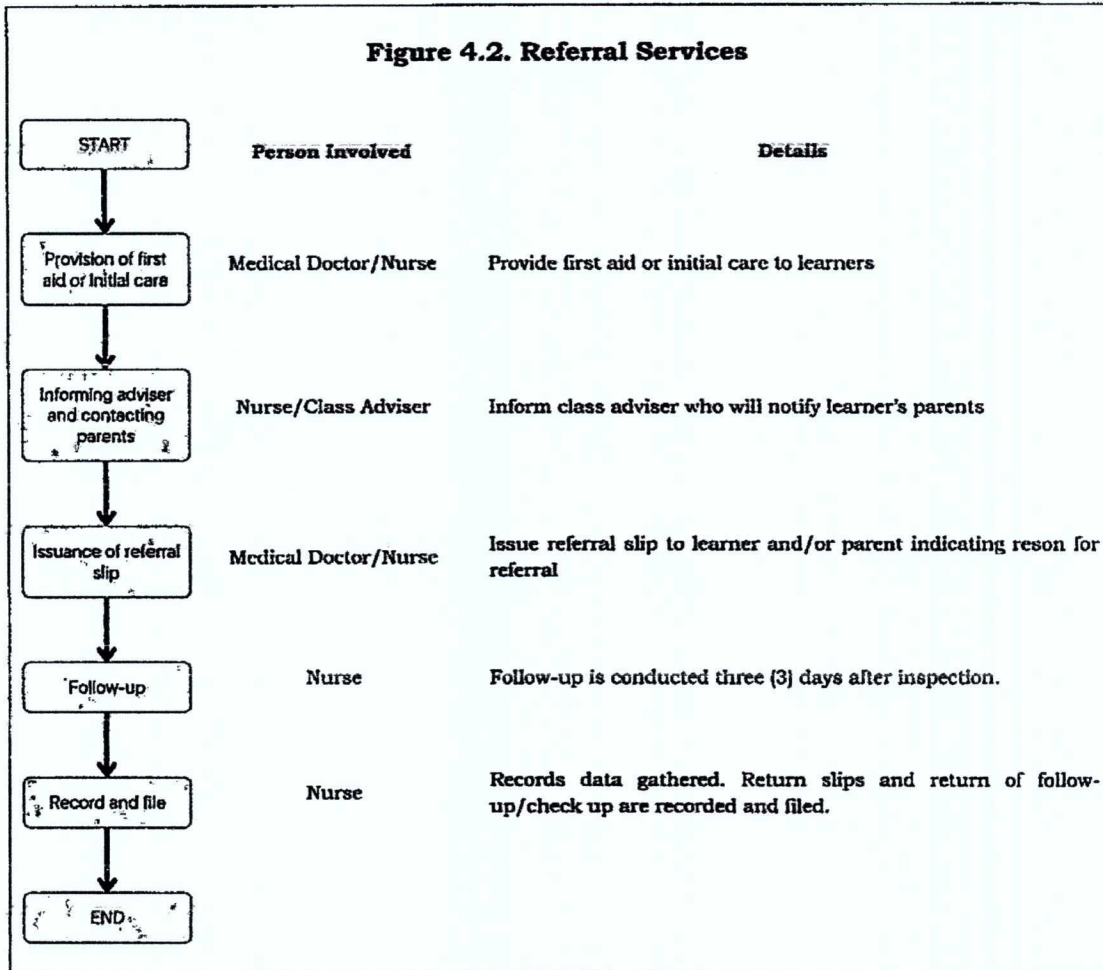 Figure 4.2. Referral Services
START
Person Involved
Details
Provision of first
aid or initial care
Medical Doctor/Nurse
Provide first aid or initial care to learners
Informing adviser
and contacting
parents
Nurse/Class Adviser
Inform class adviser who will notify learner's parents
Issuance of referral
slip
Medical Doctor/Nurse
Issue referral slip to learner and/or parent indicating reson for
referral
Follow-up
Nurse
Follow-up is conducted three (3) days after inspection.
Record and file
Nurse
Records data gathered. Return slips and return of follow-
up/check up are recorded and filed.
END